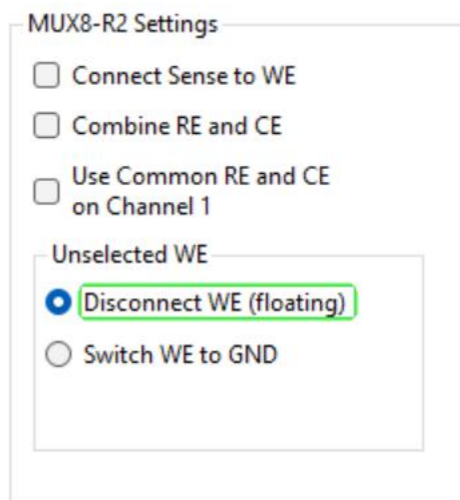 MUX8-R2 Settings
Connect Sense to WE
Combine RE and CE
Use Common RE and CE
on Channel 1
Unselected WE
Disconnect WE (floating)
Switch WE to GND